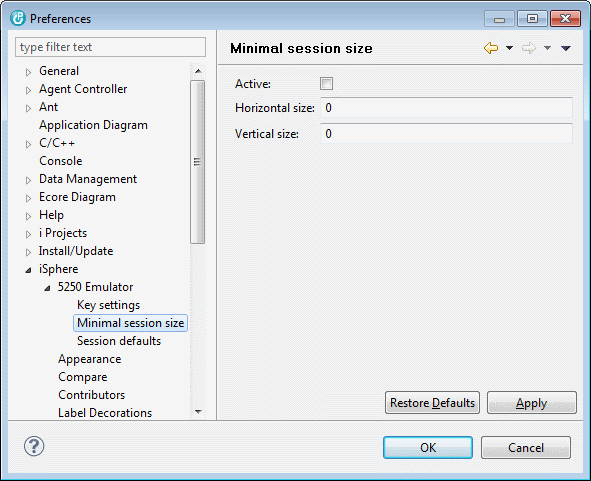 Preferences
type filter text
General
Agent Controller
Ant
Application Diagram
C/C++
Console
Data Management
Ecore Diagram
Help
i Projects
Install/Update
iSphere
5250 Emulator
Key settings
Minimal session size
Session defaults
Appearance
Compare
Contributors
Label Decorations
Minimal session size
Active:
Horizontal size: 0
Vertical size: 0
Restore Defaults Apply
? OK Cancel